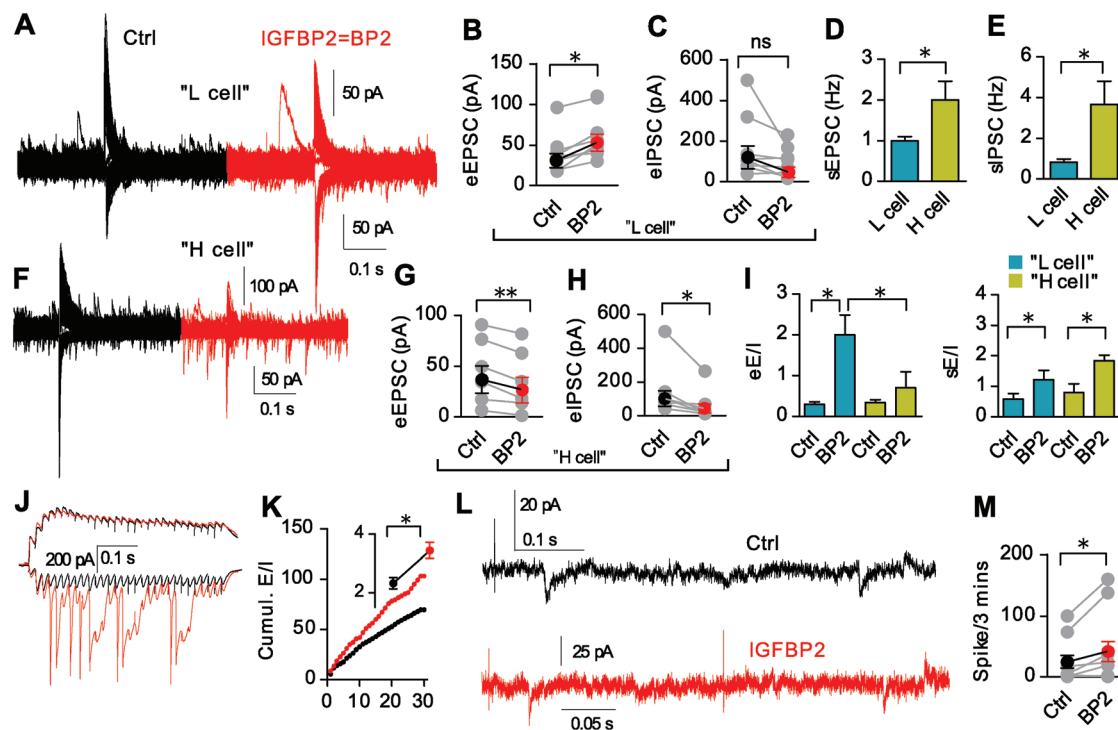 A
Ctrl
IGFBP2=BP2
"L cell"
50 pA
50 pA
0.1 s
B
eEPSC (pA)
150
100
50
0
*
Ctrl
BP2
C
eIPSC (pA)
600
400
200
0
ns
Ctrl
BP2
"L cell"
D
sEPSC (Hz)
3
2
1
0
*
L cell
H cell
E
sIPSC (Hz)
6
4
2
0
*
L cell
H cell
F
"H cell"
100 pA
50 pA
0.1 s
G
eEPSC (pA)
100
50
0
**
Ctrl
BP2
H
eIPSC (pA)
600
400
200
0
*
Ctrl
BP2
"H cell"
I
eE/I
3
2
1
0
*
*
Ctrl
BP2
Ctrl
BP2
"L cell"
"H cell"
sE/I
3
2
1
0
*
*
Ctrl
BP2
Ctrl
BP2
J
200 pA
0.1 s
K
Cumul. E/I
150
100
50
0
0
10
20
30
4
2
*
L
20 pA
0.1 s
Ctrl
25 pA
IGFBP2
0.05 s
M
Spike/3 mins
200
100
0
*
Ctrl
BP2